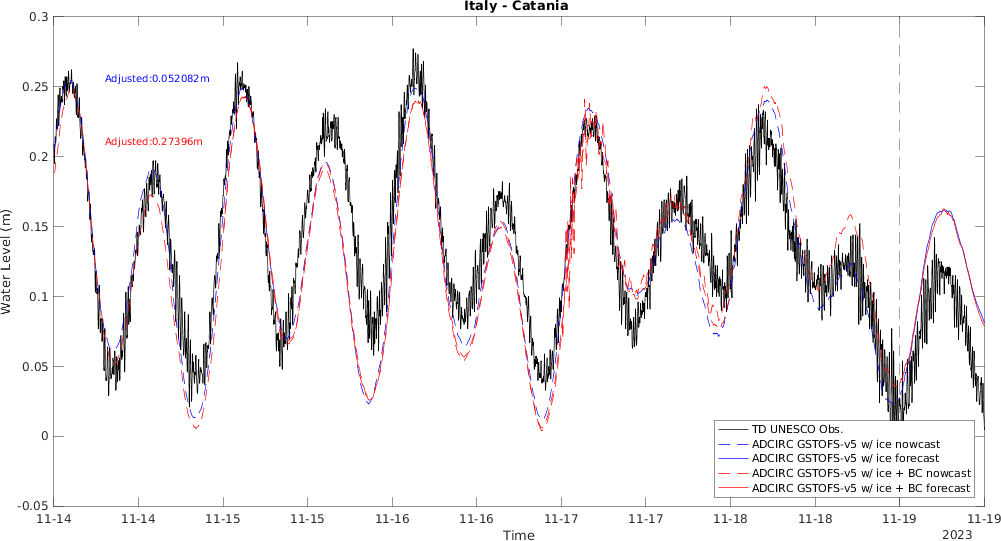 Italy - Catania
0.3
0.25
0.2
0.15
0.1
0.05
0
-0.05
Water Level (m)
Adjusted:0.052082m
Adjusted:0.27396m
TD UNESCO Obs.
ADCIRC GSTOFS-v5 w/ ice nowcast
ADCIRC GSTOFS-v5 w/ ice forecast
ADCIRC GSTOFS-v5 w/ ice + BC nowcast
ADCIRC GSTOFS-v5 w/ ice + BC forecast
11-14 11-14 11-15 11-15 11-16 11-16 11-17 11-17 11-18 11-18 11-19 11-19
Time
2023